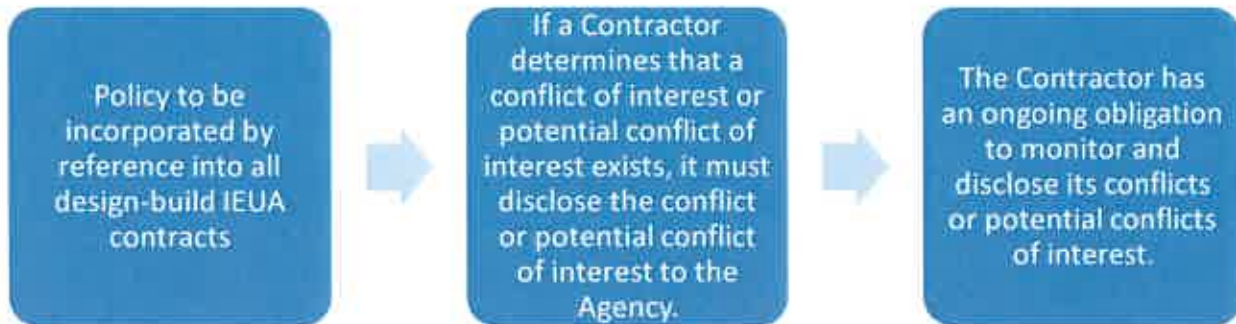 Policy to be
incorporated by
reference into all
design-build IEUA
contracts
If a Contractor
determines that a
conflict of interest or
potential conflict of
interest exists, it must
disclose the conflict
or potential conflict
of interest to the
Agency.
The Contractor has
an ongoing obligation
to monitor and
disclose its conflicts
or potential conflicts
of interest.